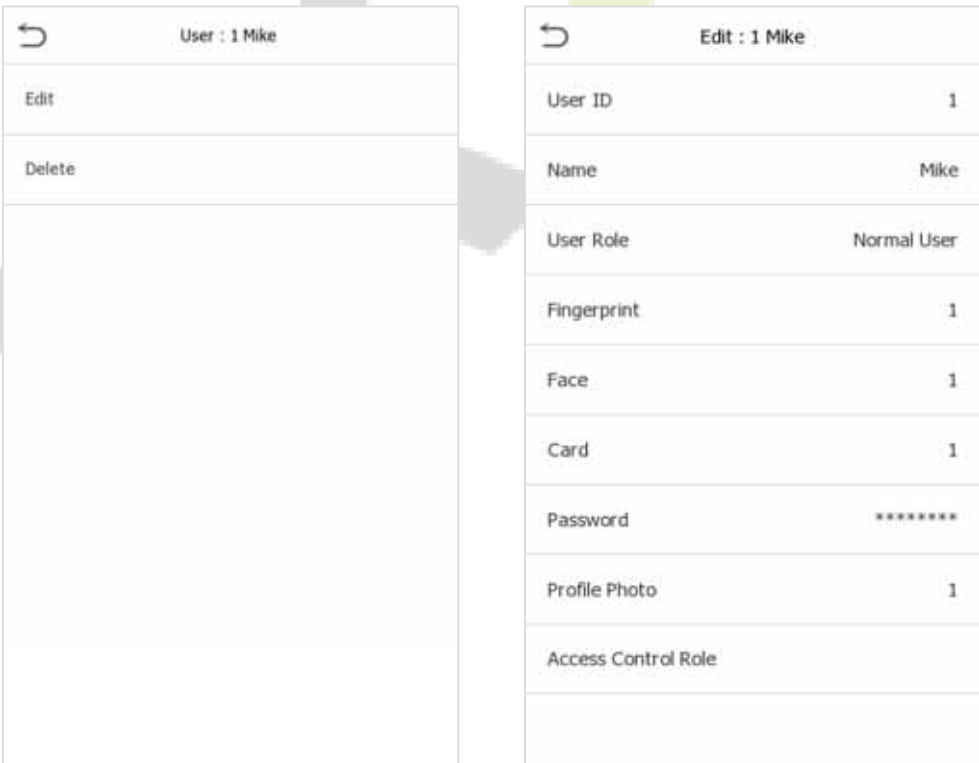 User : 1 Mike
Edit
Delete
Edit : 1 Mike
User ID 1
Name Mike
User Role Normal User
Fingerprint 1
Face 1
Card 1
Password ********
Profile Photo 1
Access Control Role